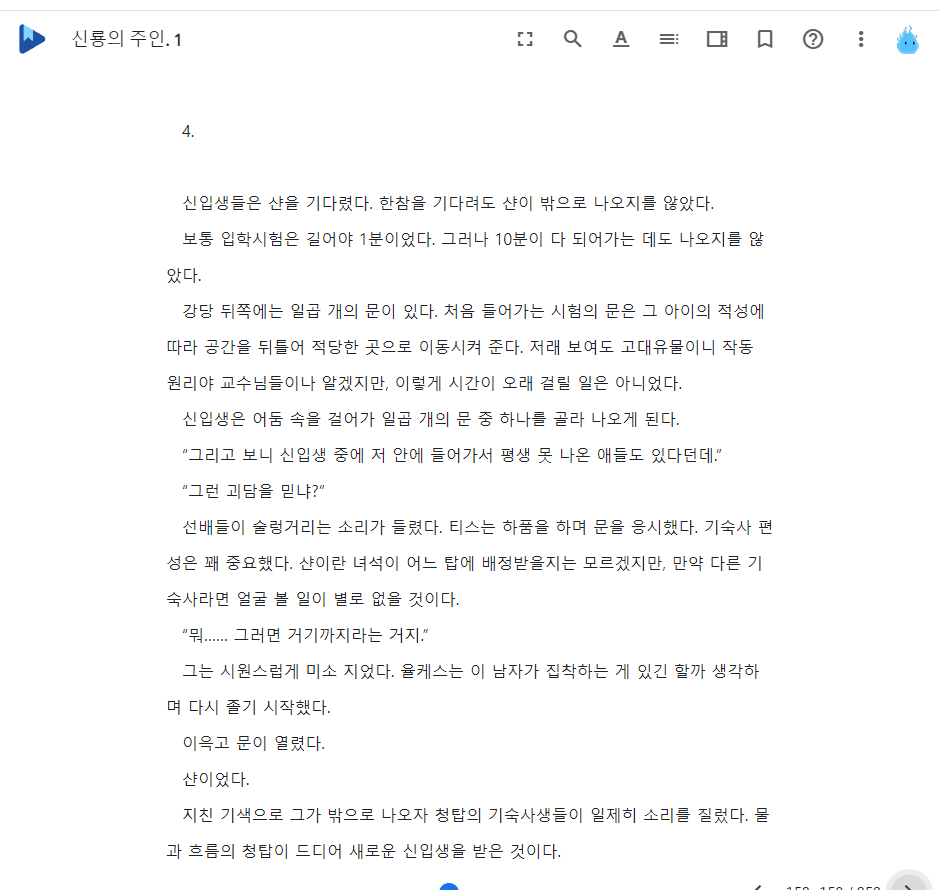 신룡의 주인. 1
4.
신입생들은 샨을 기다렸다. 한참을 기다려도 샨이 밖으로 나오지를 않았다.
보통 입학시험은 길어야 1분이었다. 그러나 10분이 다 되어가는 데도 나오지를 않
았다.
강당 뒤쪽에는 일곱 개의 문이 있다. 처음 들어가는 시험의 문은 그 아이의 적성에
따라 공간을 뒤틀어 적당한 곳으로 이동시켜 준다. 저래 보여도 고대유물이니 작동
원리야 교수님들이나 알겠지만, 이렇게 시간이 오래 걸릴 일은 아니었다.
신입생은 어둠 속을 걸어가 일곱 개의 문 중 하나를 골라 나오게 된다.
“그리고 보니 신입생 중에 저 안에 들어가서 평생 못 나온 애들도 있다던데.”
“그런 괴담을 믿냐?”
선배들이 술렁거리는 소리가 들렸다. 티스는 하품을 하며 문을 응시했다. 기숙사 편
성은 꽤 중요했다. 샨이란 녀석이 어느 탑에 배정받을지는 모르겠지만, 만약 다른 기
숙사라면 얼굴 볼 일이 별로 없을 것이다.
“뭐...... 그러면 거기까지라는 거지.”
그는 시원스럽게 미소 지었다. 율케스는 이 남자가 집착하는 게 있긴 할까 생각하
며 다시 졸기 시작했다.
이윽고 문이 열렸다.
샨이었다.
지친 기색으로 그가 밖으로 나오자 청탑의 기숙사생들이 일제히 소리를 질렀다. 물
과 흐름의 청탑이 드디어 새로운 신입생을 받은 것이다.